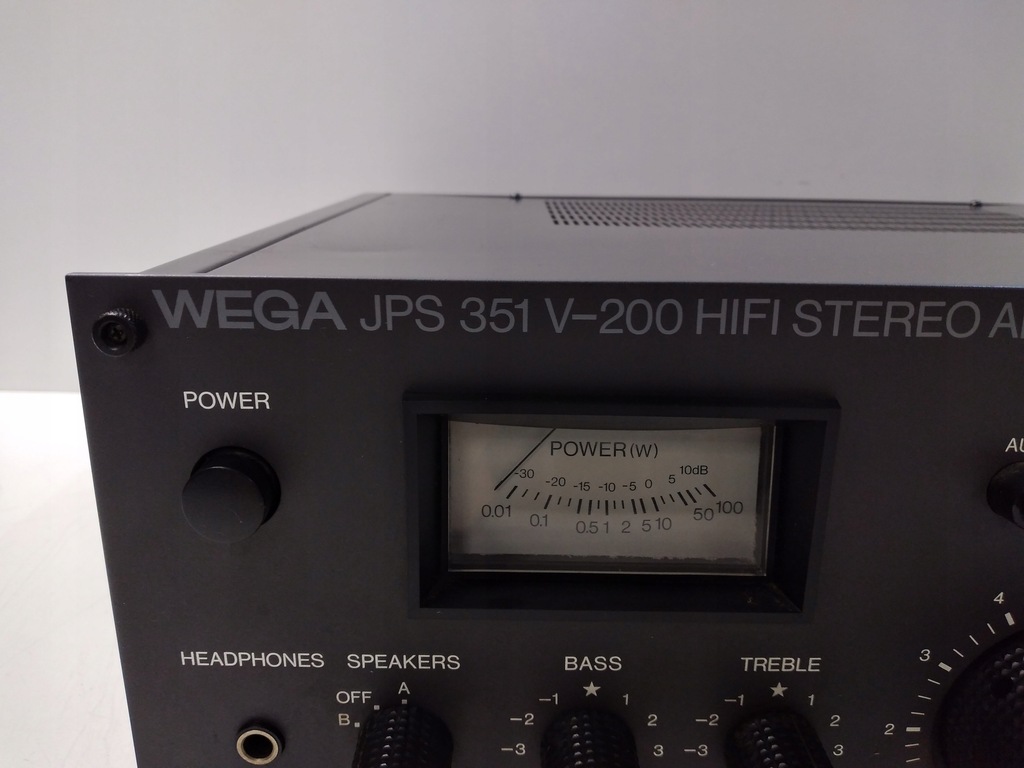 WEGA JPS 351 V-200 HIFI STEREO
POWER
POWER (W)
-30 -20 -15 -10 -5 0 5 10dB
0.01 0.1 0.5 1 2 5 10 50 100
4
3
2
HEADPHONES SPEAKERS BASS TREBLE
OFF A
B
-1 ★ 1
-2 2
-3 3
-1 ★ 1
-2 2
-3 3